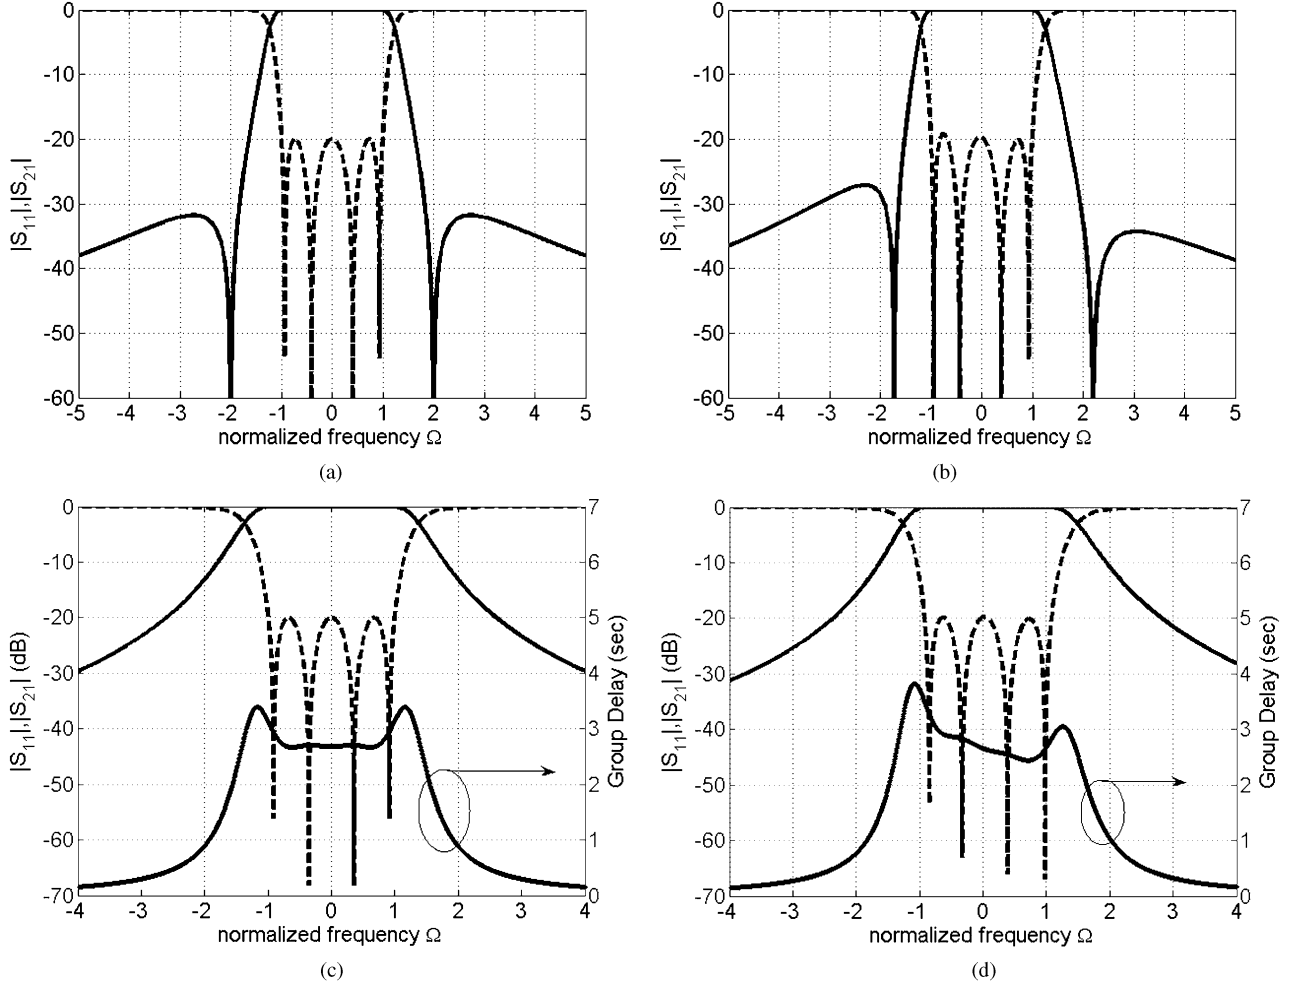 0
-10
-20
-30
-40
-50
-60
-5 -4 -3 -2 -1 0 1 2 3 4 5
|S11|,|S21|
normalized frequency Ω
(a)
0
-10
-20
-30
-40
-50
-60
-5 -4 -3 -2 -1 0 1 2 3 4 5
|S11|,|S21|
normalized frequency Ω
(b)
0
-10
-20
-30
-40
-50
-60
-70
-4 -3 -2 -1 0 1 2 3 4
7
6
5
4
3
2
1
0
|S11|,|S21| (dB)
Group Delay (sec)
normalized frequency Ω
(c)
0
-10
-20
-30
-40
-50
-60
-70
-4 -3 -2 -1 0 1 2 3 4
7
6
5
4
3
2
1
0
|S11|,|S21| (dB)
Group Delay (sec)
normalized frequency Ω
(d)